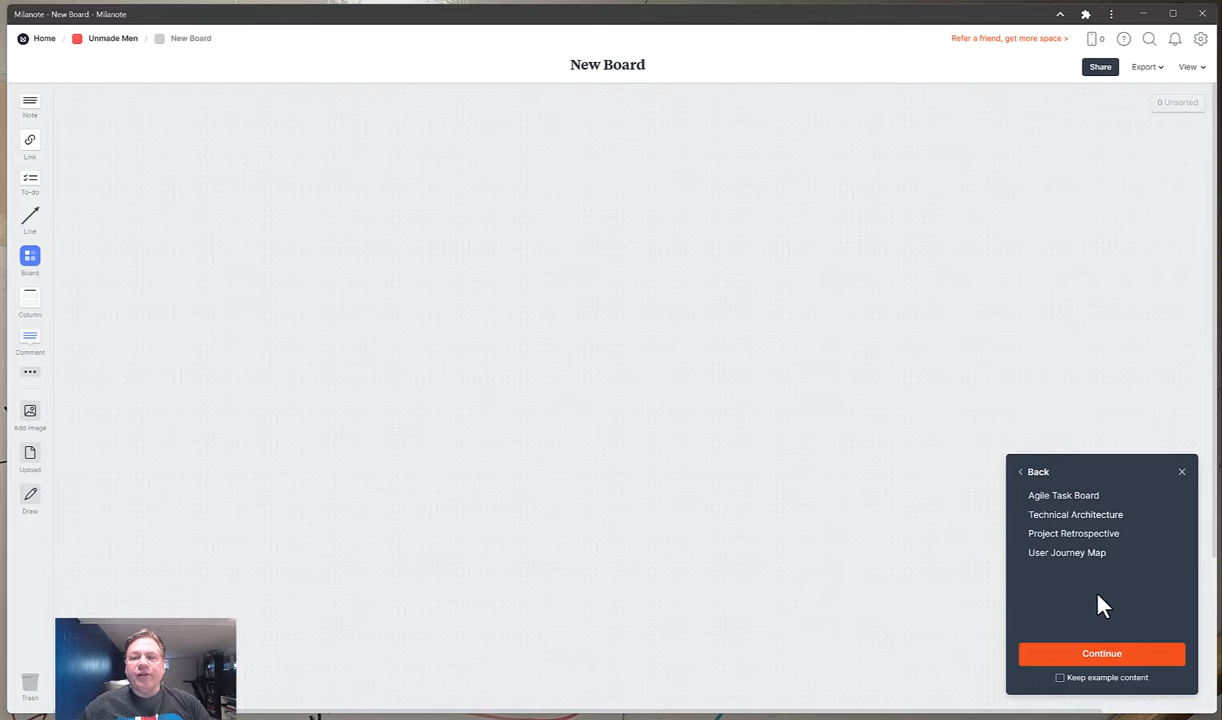 Milanote - New Board - Milanote
Home / Unmade Men / New Board
Refer a friend, get more space >
0
New Board
Share
Export
View
0 Unsorted
Note
Link
To-do
Line
Board
Column
Comment
Add image
Upload
Draw
Trash
Back
Agile Task Board
Technical Architecture
Project Retrospective
User Journey Map
Continue
Keep example content